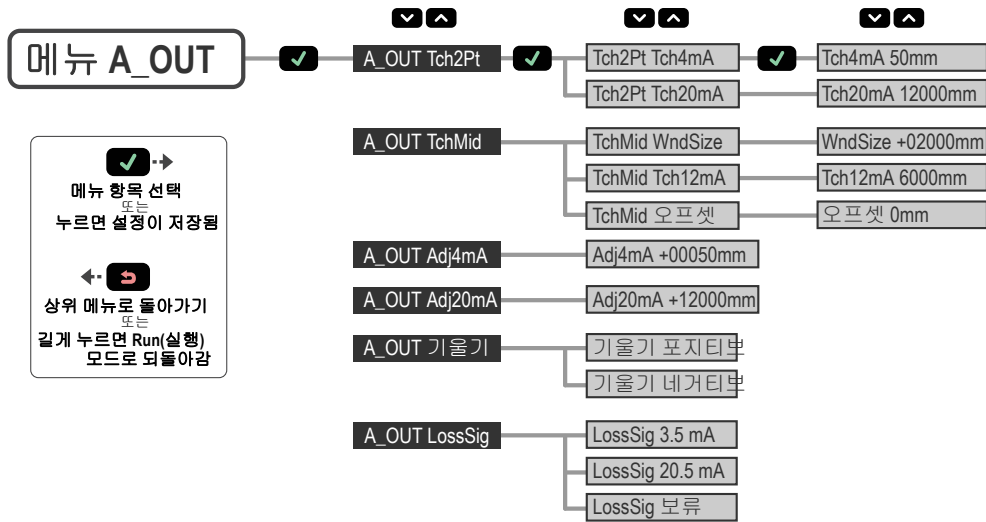 메뉴 A_OUT
A_OUT Tch2Pt
Tch2Pt Tch4mA
Tch4mA 50mm
Tch2Pt Tch20mA
Tch20mA 12000mm
A_OUT TchMid
TchMid WndSize
WndSize +02000mm
TchMid Tch12mA
Tch12mA 6000mm
TchMid 오프셋
오프셋 0mm
A_OUT Adj4mA
Adj4mA +00050mm
A_OUT Adj20mA
Adj20mA +12000mm
A_OUT 기울기
기울기 포지티브
기울기 네거티브
A_OUT LossSig
LossSig 3.5 mA
LossSig 20.5 mA
LossSig 보류
메뉴 항목 선택
또는
누르면 설정이 저장됨
상위 메뉴로 돌아가기
또는
길게 누르면 Run(실행)
모드로 되돌아감